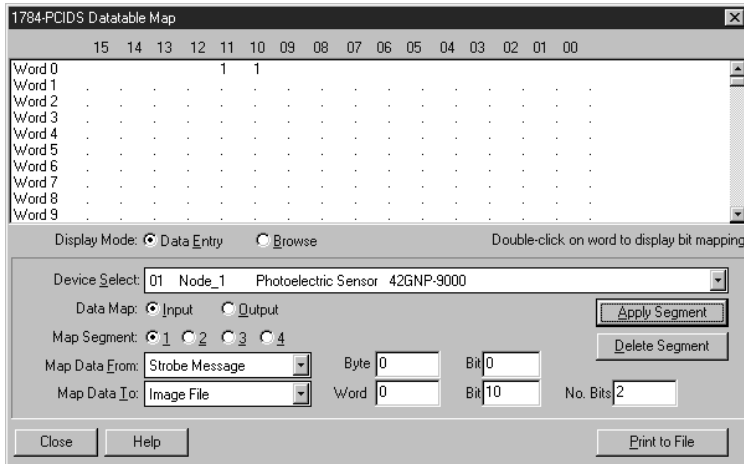 1784-PCIDS Datatable Map
15 14 13 12 11 10 09 08 07 06 05 04 03 02 01 00
Word 0 1 1
Word 1 . . . . . . . . . . . . . . . .
Word 2 . . . . . . . . . . . . . . . .
Word 3 . . . . . . . . . . . . . . . .
Word 4 . . . . . . . . . . . . . . . .
Word 5 . . . . . . . . . . . . . . . .
Word 6 . . . . . . . . . . . . . . . .
Word 7 . . . . . . . . . . . . . . . .
Word 8 . . . . . . . . . . . . . . . .
Word 9 . . . . . . . . . . . . . . . .
Display Mode: Data Entry Browse Double-click on word to display bit mapping
Device Select: 01 Node_1 Photoelectric Sensor 42GNP-9000
Data Map: Input Output Apply Segment
Map Segment: 1 2 3 4 Delete Segment
Map Data From: Strobe Message Byte 0 Bit 0
Map Data To: Image File Word 0 Bit 10 No. Bits 2
Close Help Print to File